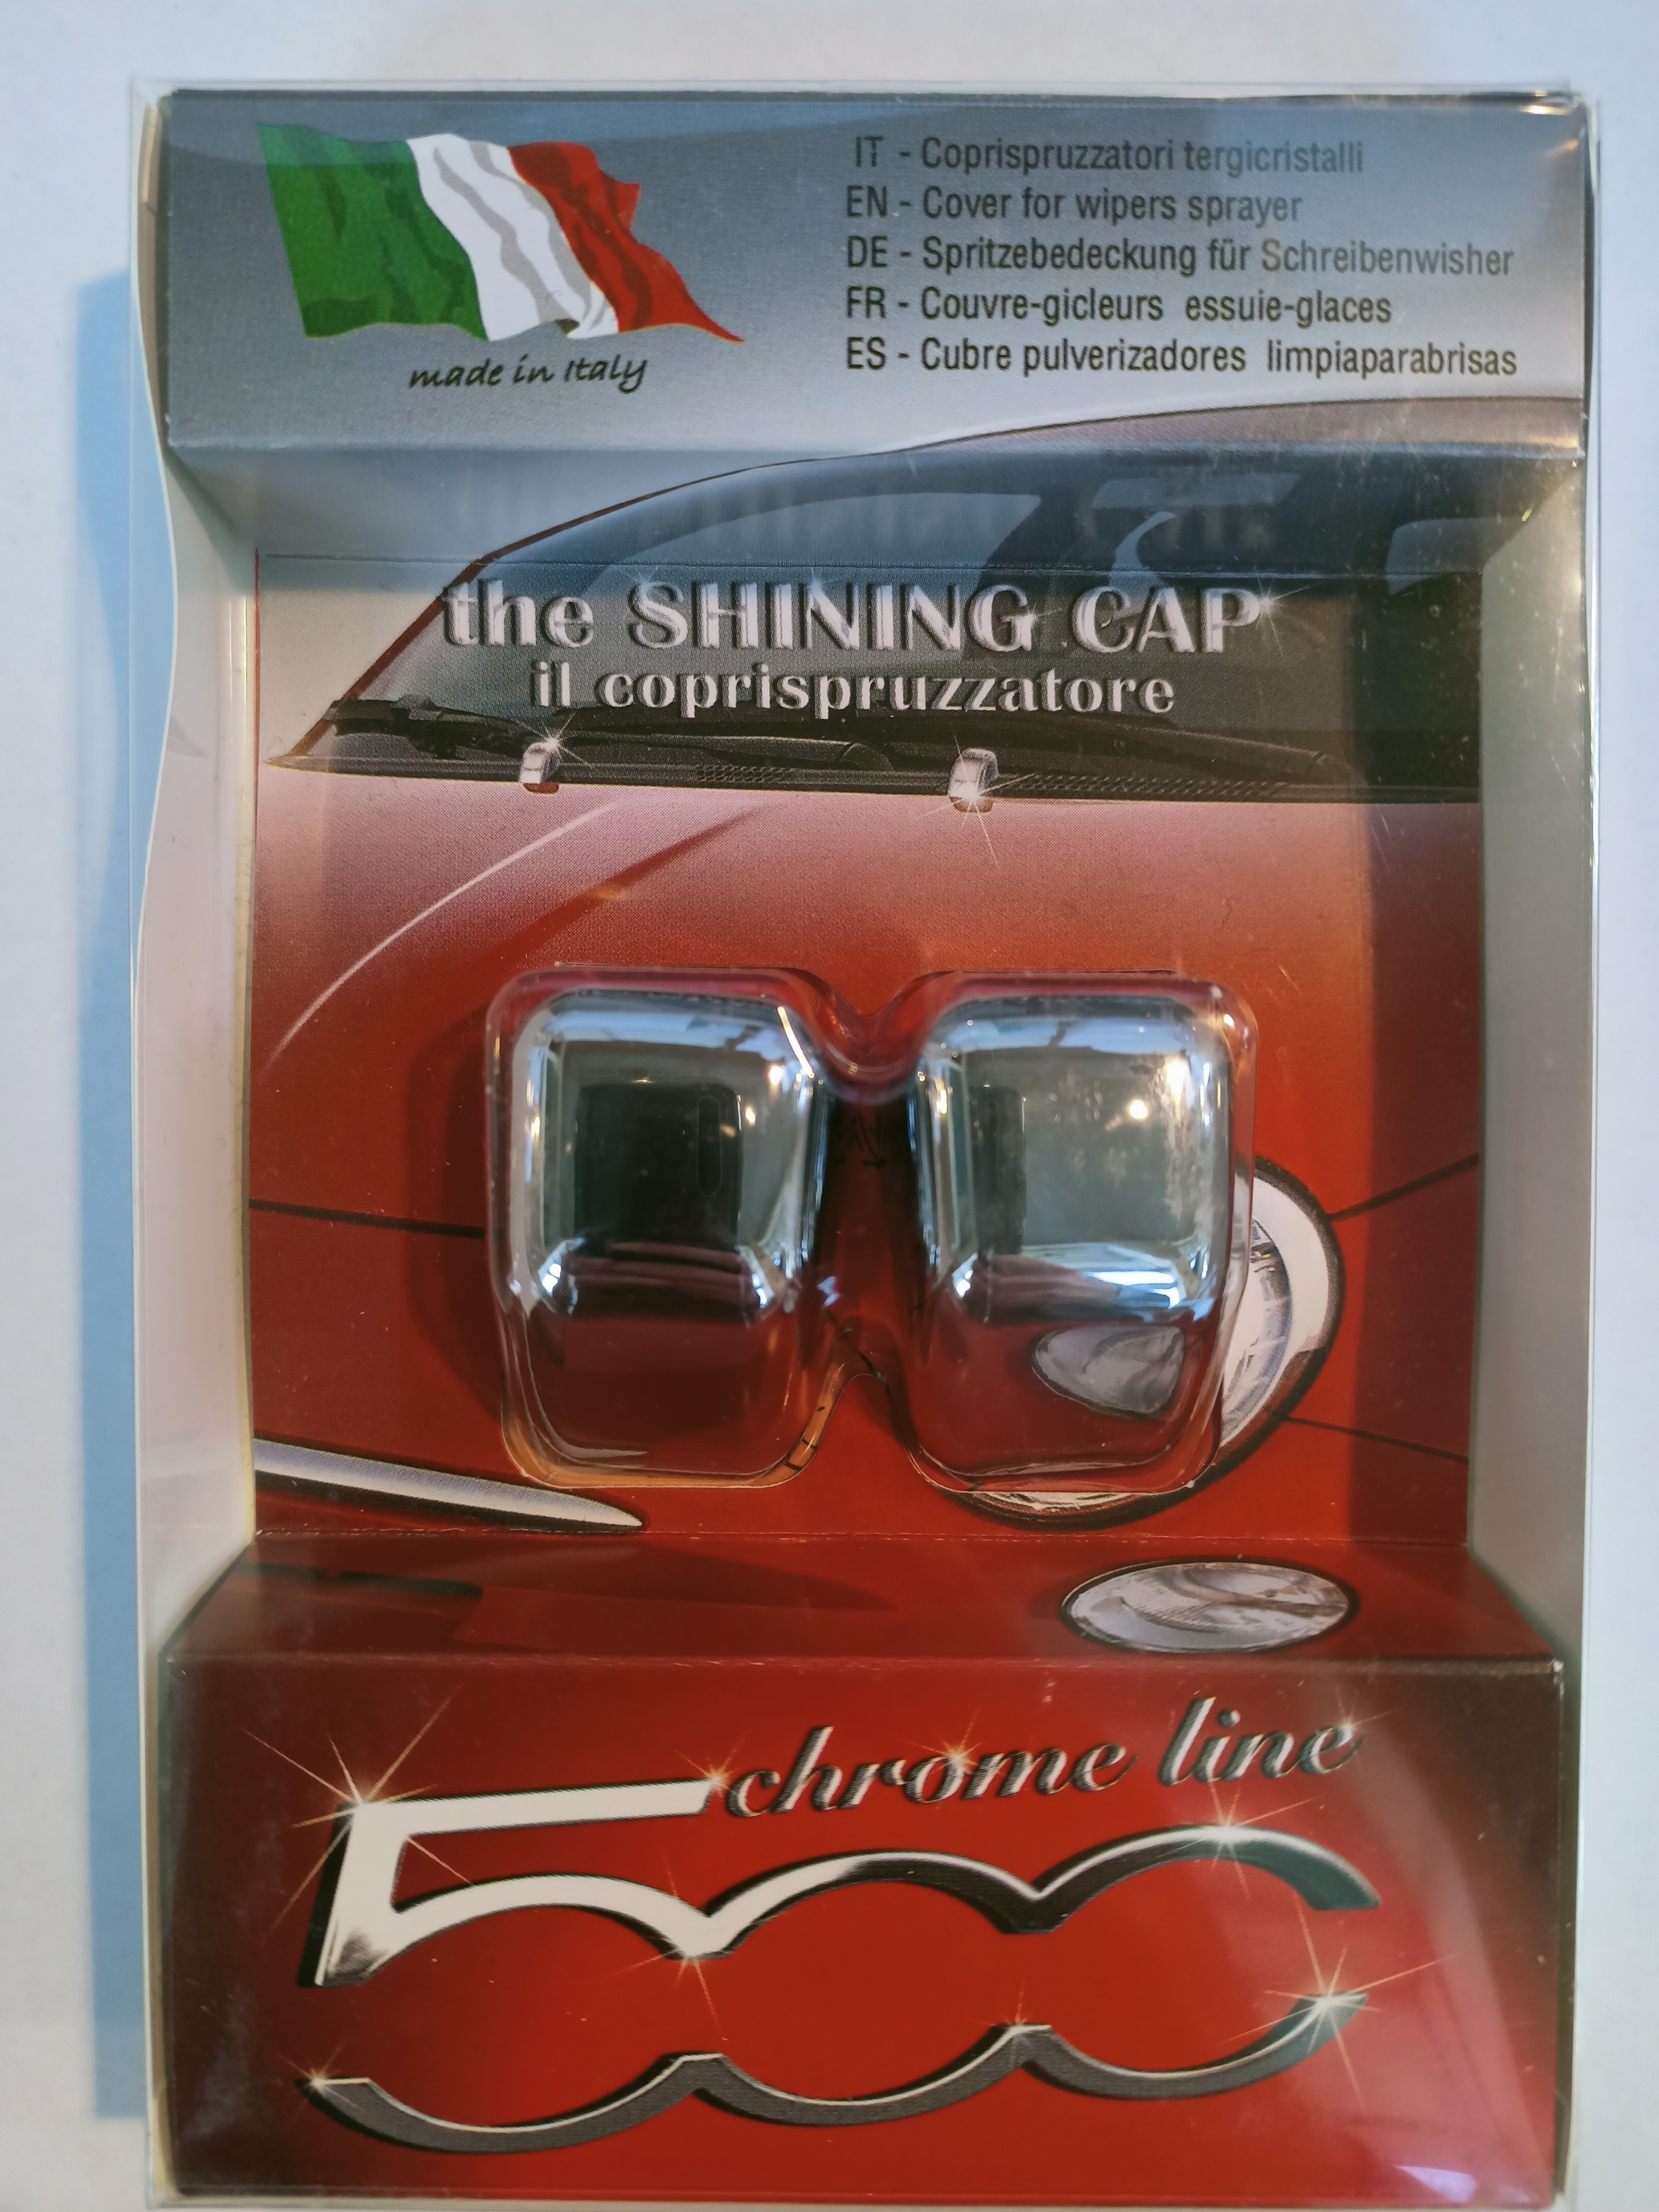 made in Italy
IT - Coprispruzzatori tergicristalli
EN - Cover for wipers sprayer
DE - Spritzebedeckung für Schreibenwisher
FR - Couvre-gicleurs essuie-glaces
ES - Cubre pulverizadores limpiaparabrisas
the SHINING CAP
il coprispruzzatore
chrome line
500